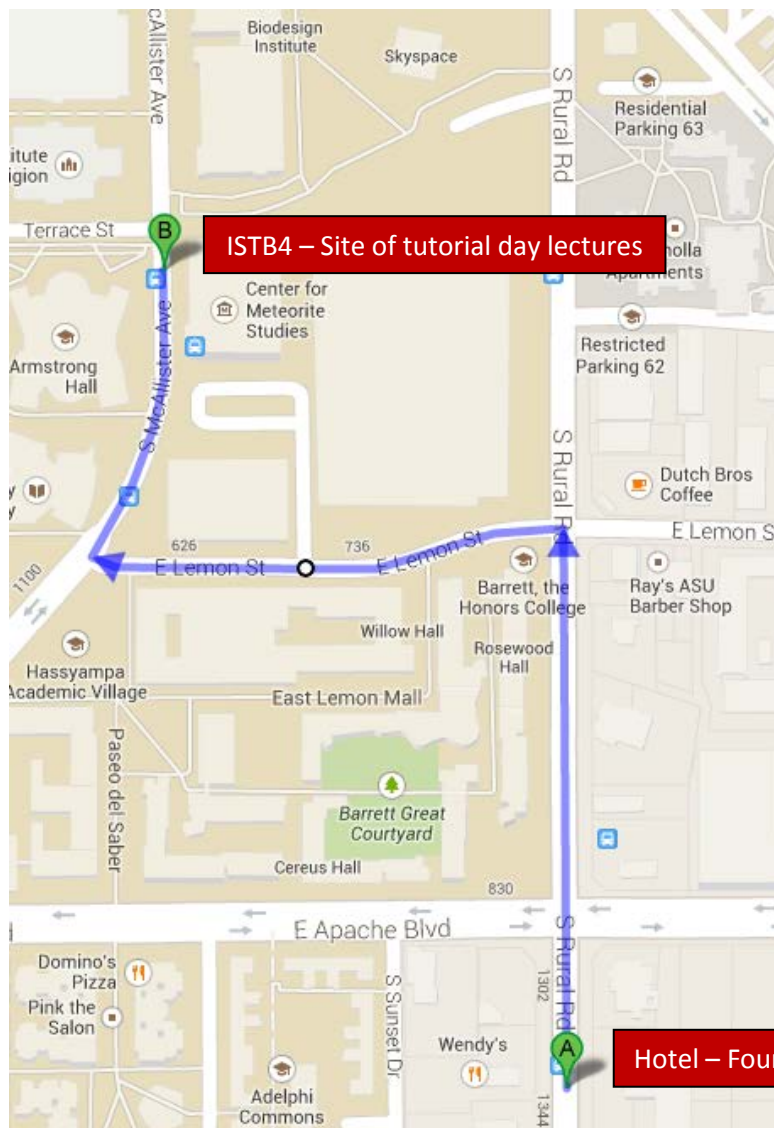 cAllister Ave
Biodesign
Institute
Skyspace
S Rural Rd
Residential
Parking 63
itute
igion
Terrace St
B
ISTB4 – Site of tutorial day lectures
nolla
Apartments
Center for
Meteorite
Studies
S McAllister Ave
Armstrong
Hall
Restricted
Parking 62
S Rural Rd
Dutch Bros
Coffee
y
y
626
736
E Lemon St
E Lemon St
E Lemon S
1100
Barrett, the
Honors College
Ray's ASU
Barber Shop
Willow Hall
Rosewood
Hall
Hassyampa
Academic Village
East Lemon Mall
Paseo del Saber
Barrett Great
Courtyard
Cereus Hall
830
d
E Apache Blvd
S Rural Rd
1302
Domino's
Pizza
Pink the
Salon
S Sunset Dr
Wendy's
A
Hotel – Four
1344
Adelphi
Commons